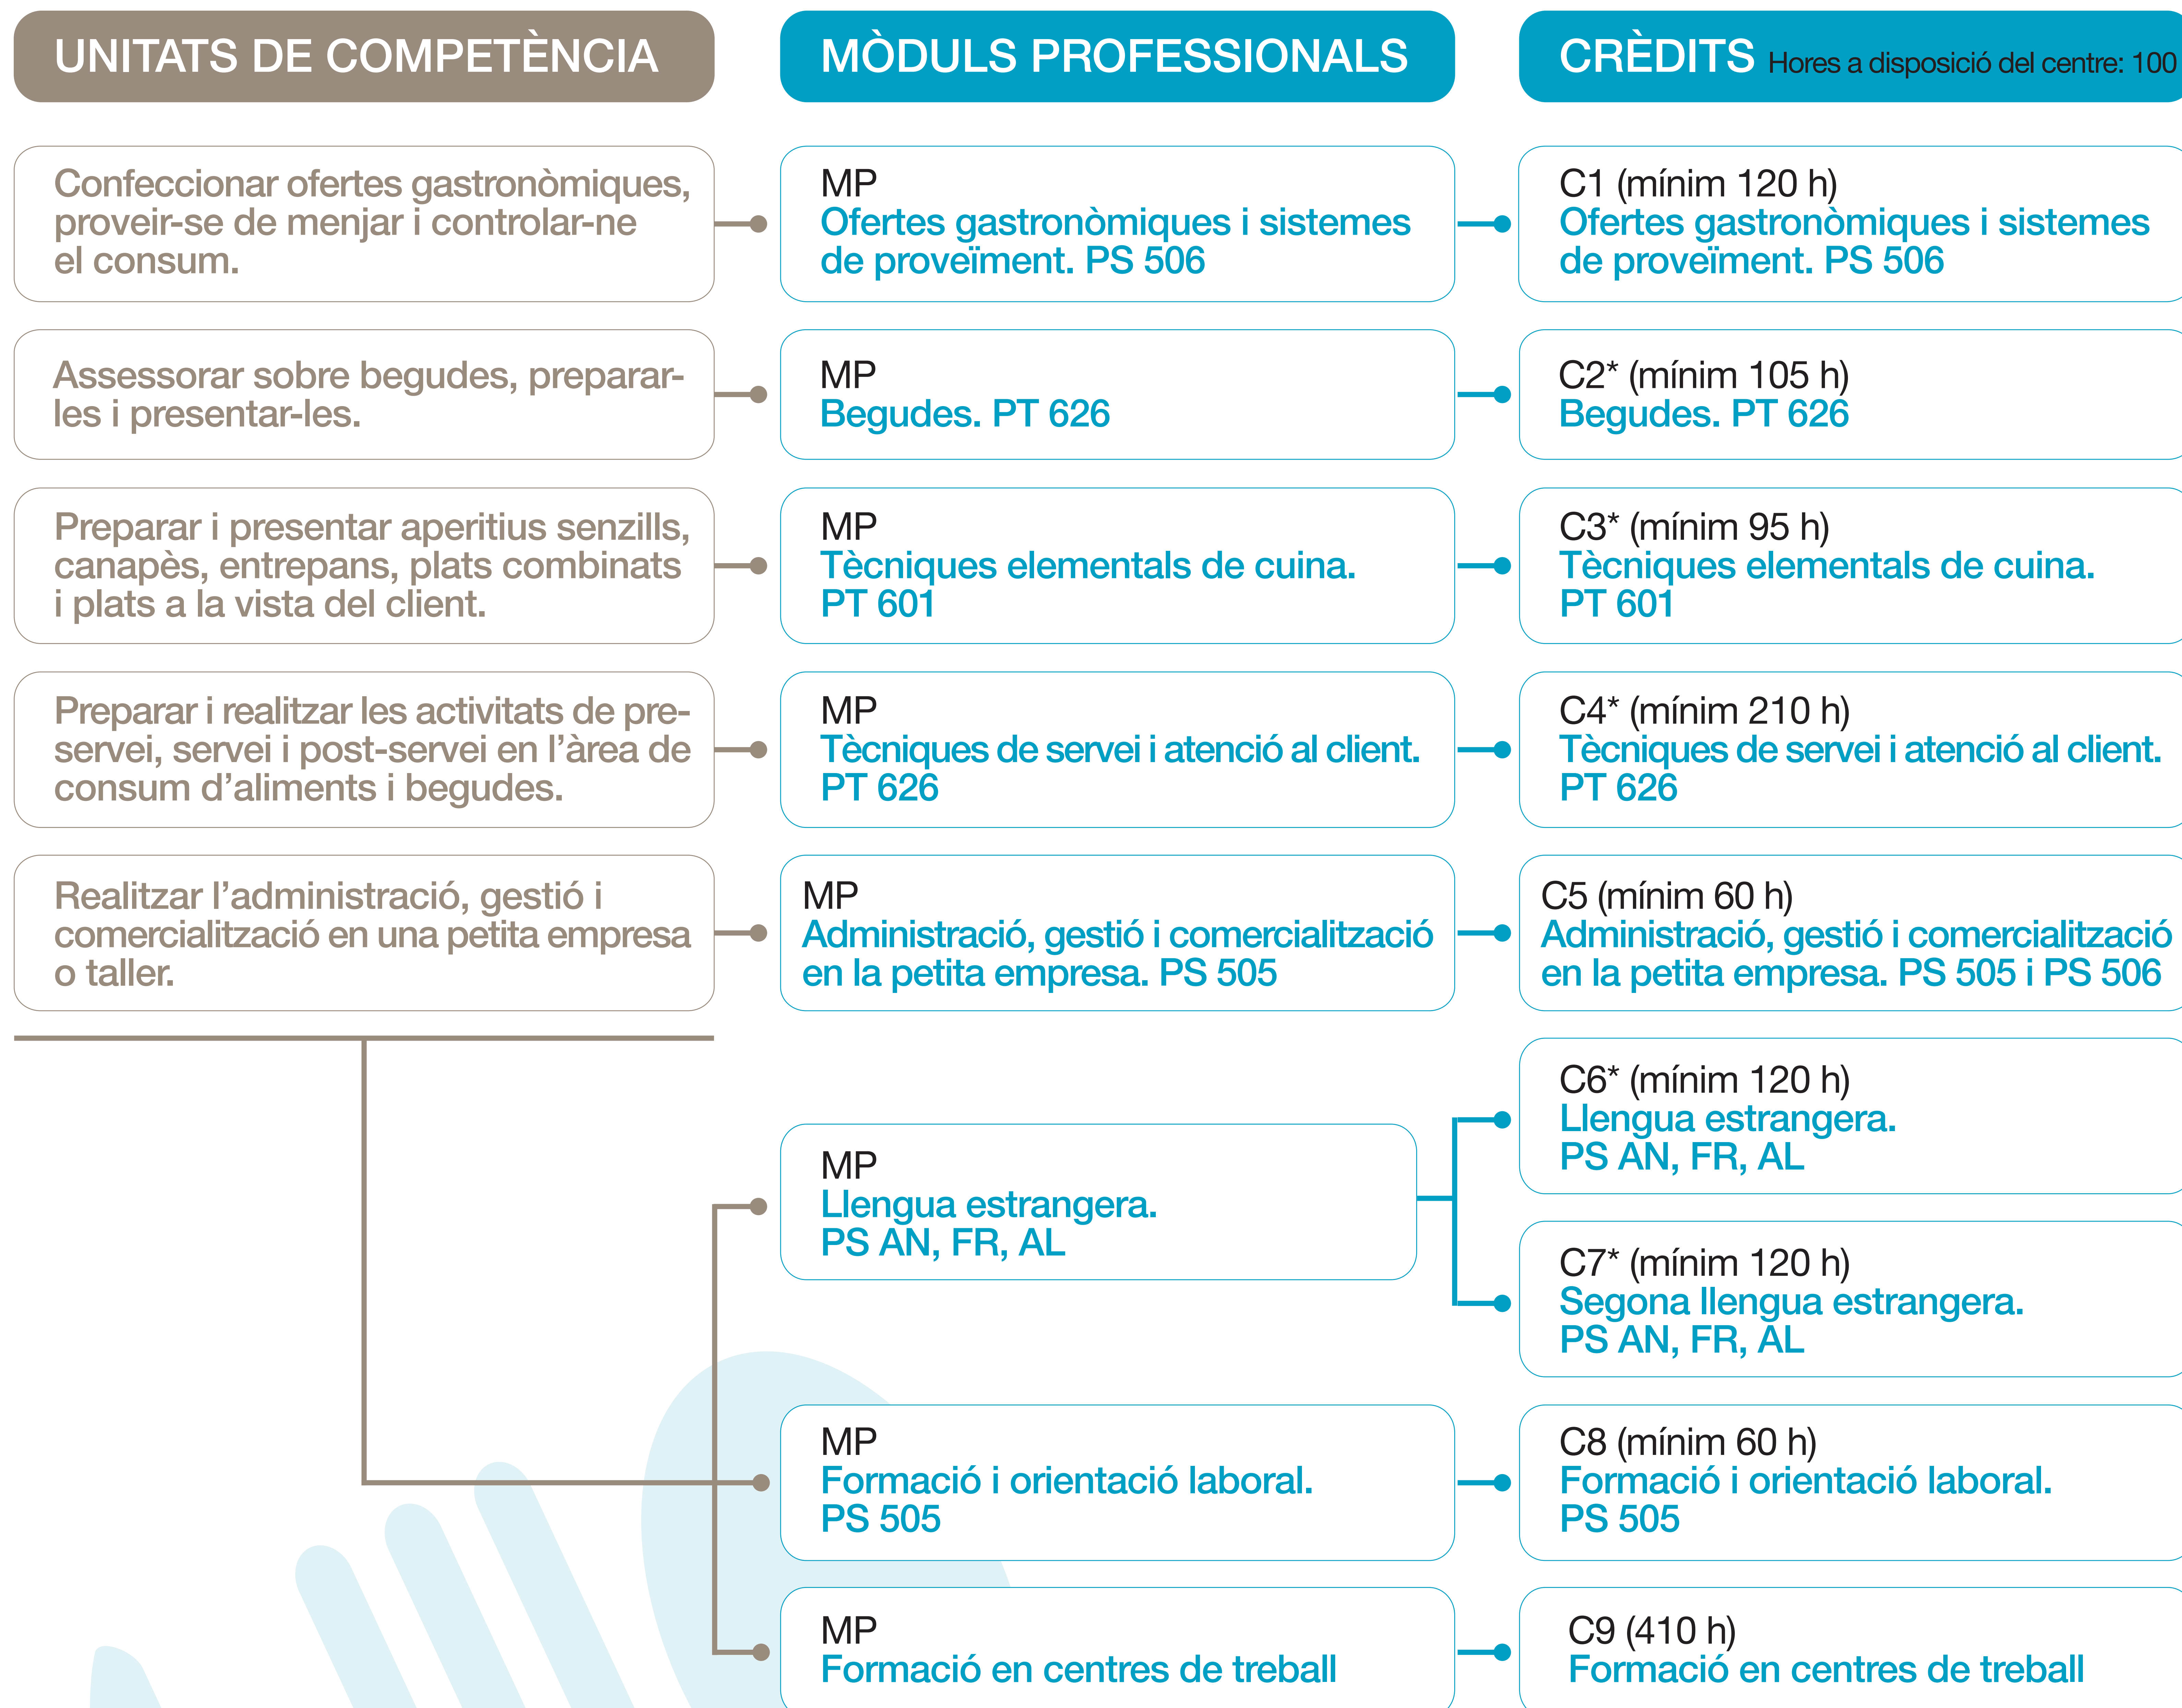 UNITATS DE COMPETÈNCIA
MÒDULS PROFESSIONALS
CRÈDITS Hores a disposició del centre: 100
Confeccionar ofertes gastronòmiques,
proveir-se de menjar i controlar-ne
el consum.
MP
Ofertes gastronòmiques i sistemes
de proveïment. PS 506
C1 (mínim 120 h)
Ofertes gastronòmiques i sistemes
de proveïment. PS 506
Assessorar sobre begudes, preparar-
les i presentar-les.
MP
Begudes. PT 626
C2* (mínim 105 h)
Begudes. PT 626
Preparar i presentar aperitius senzills,
canapès, entrepans, plats combinats
i plats a la vista del client.
MP
Tècniques elementals de cuina.
PT 601
C3* (mínim 95 h)
Tècniques elementals de cuina.
PT 601
Preparar i realitzar les activitats de pre-
servei, servei i post-servei en l’àrea de
consum d’aliments i begudes.
MP
Tècniques de servei i atenció al client.
PT 626
C4* (mínim 210 h)
Tècniques de servei i atenció al client.
PT 626
Realitzar l’administració, gestió i
comercialització en una petita empresa
o taller.
MP
Administració, gestió i comercialització
en la petita empresa. PS 505
C5 (mínim 60 h)
Administració, gestió i comercialització
en la petita empresa. PS 505 i PS 506
MP
Llengua estrangera.
PS AN, FR, AL
C6* (mínim 120 h)
Llengua estrangera.
PS AN, FR, AL
C7* (mínim 120 h)
Segona llengua estrangera.
PS AN, FR, AL
MP
Formació i orientació laboral.
PS 505
C8 (mínim 60 h)
Formació i orientació laboral.
PS 505
MP
Formació en centres de treball
C9 (410 h)
Formació en centres de treball